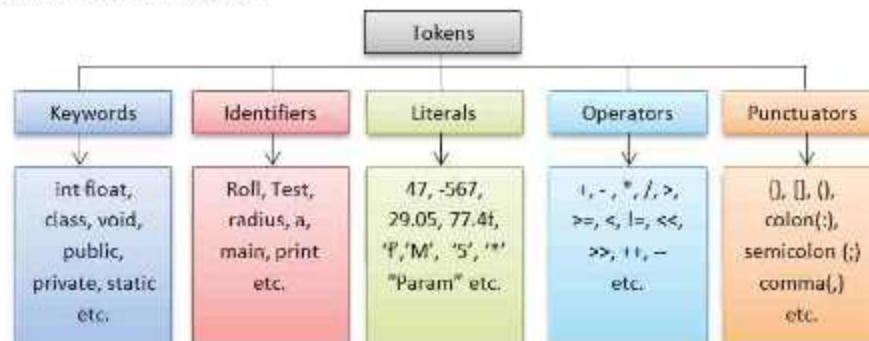 Tokens
Keywords
Identifiers
Literals
Operators
Punctuators
int float,
class, void,
public,
private, static
etc.
Roll, Test,
radius, a,
main, print
etc.
47, -567,
29.05, 77.4f,
'f','M', '5', '*'
"Param" etc.
+, - , *, /, >,
>=, <, !=, <<,
>>, ++, --
etc.
{}, [], (),
colon(:),
semicolon (;)
comma(,)
etc.